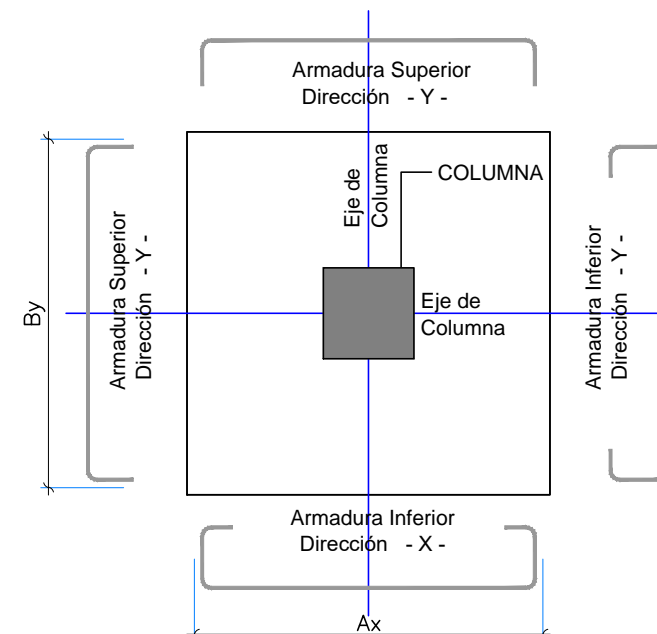 Armadura Superior
Dirección - Y -
Eje de
Columna
COLUMNA
Armadura Superior
Dirección - Y -
By
Eje de
Columna
Armadura Inferior
Dirección - Y -
Armadura Inferior
Dirección - X -
Ax